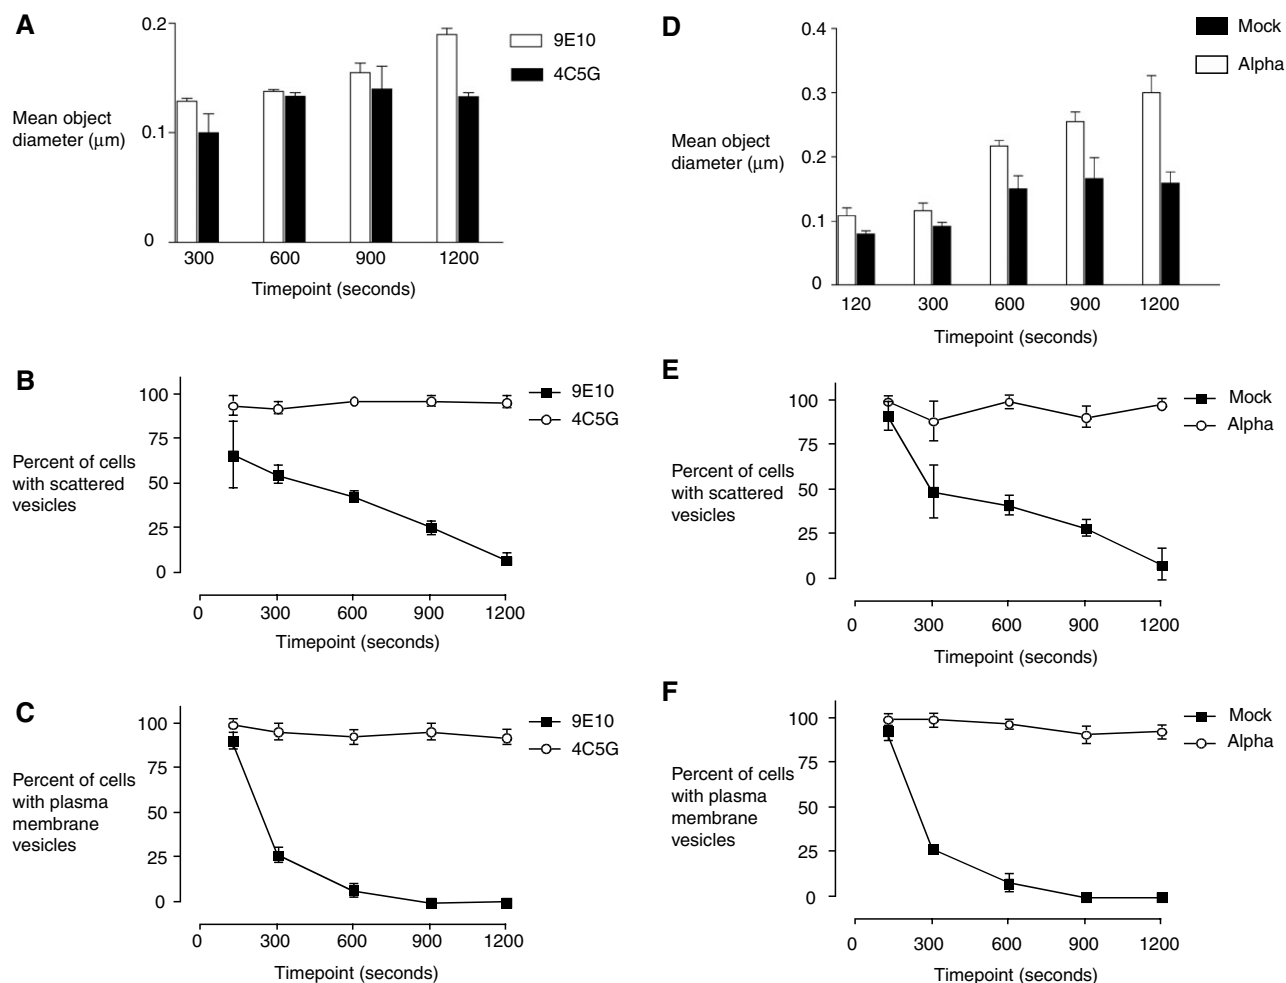 A
0.2
0.1
0
Mean object
diameter (μm)
300 600 900 1200
Timepoint (seconds)
9E10
4C5G
B
100
75
50
25
0
Percent of cells
with scattered
vesicles
0 300 600 900 1200
Timepoint (seconds)
9E10
4C5G
C
100
75
50
25
0
Percent of cells
with plasma
membrane
vesicles
0 300 600 900 1200
Timepoint (seconds)
9E10
4C5G
D
0.4
0.3
0.2
0.1
0
Mean object
diameter (μm)
120 300 600 900 1200
Timepoint (seconds)
Mock
Alpha
E
100
75
50
25
0
Percent of cells
with scattered
vesicles
0 300 600 900 1200
Timepoint (seconds)
Mock
Alpha
F
100
75
50
25
0
Percent of cells
with plasma
membrane
vesicles
0 300 600 900 1200
Timepoint (seconds)
Mock
Alpha